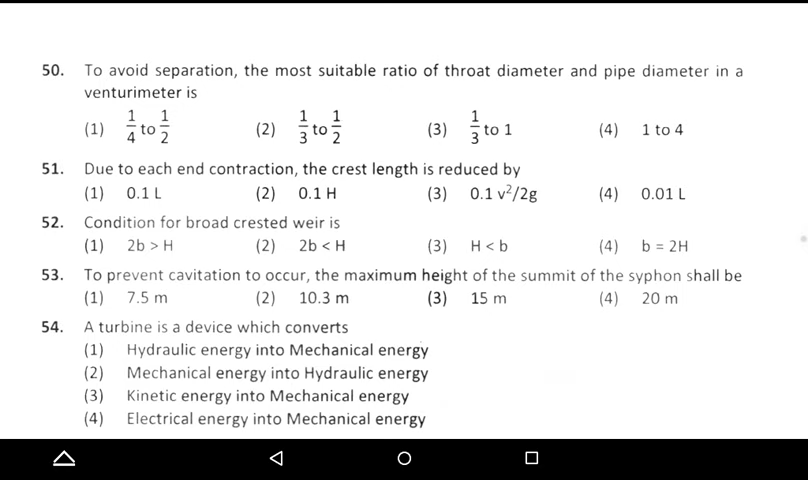 50. To avoid separation, the most suitable ratio of throat diameter and pipe diameter in a
venturimeter is
(1) 1/4 to 1/2 (2) 1/3 to 1/2 (3) 1/3 to 1 (4) 1 to 4
51. Due to each end contraction, the crest length is reduced by
(1) 0.1 L (2) 0.1 H (3) 0.1 v²/2g (4) 0.01 L
52. Condition for broad crested weir is
(1) 2b > H (2) 2b < H (3) H < b (4) b = 2H
53. To prevent cavitation to occur, the maximum height of the summit of the syphon shall be
(1) 7.5 m (2) 10.3 m (3) 15 m (4) 20 m
54. A turbine is a device which converts
(1) Hydraulic energy into Mechanical energy
(2) Mechanical energy into Hydraulic energy
(3) Kinetic energy into Mechanical energy
(4) Electrical energy into Mechanical energy